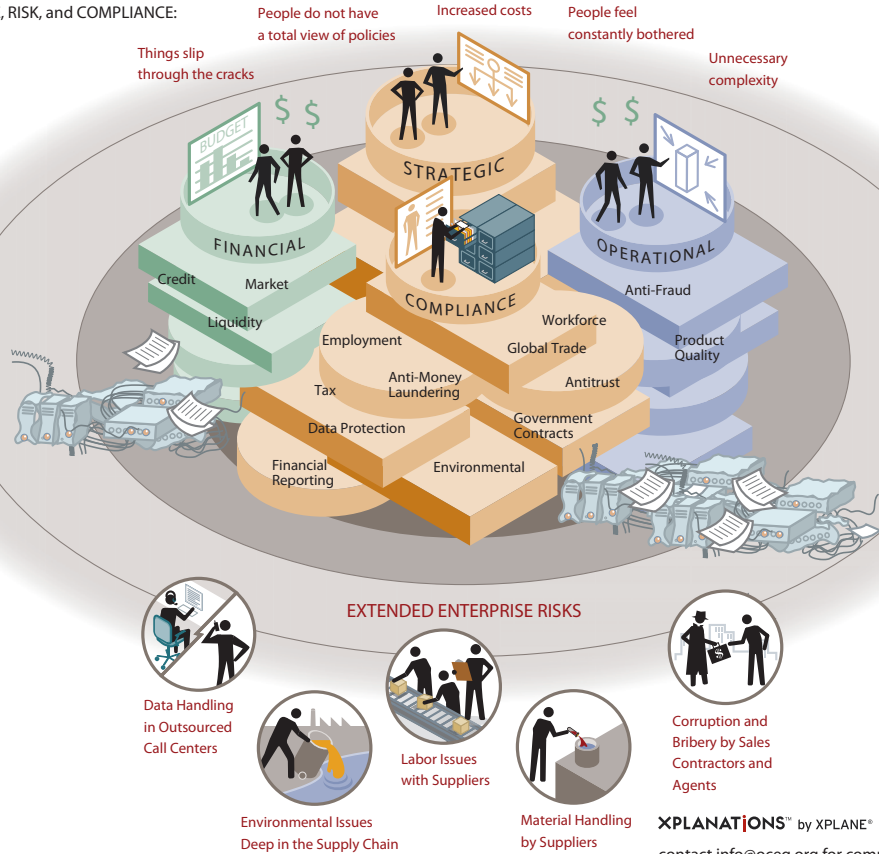 , RISK, and COMPLIANCE:
Things slip
through the cracks
People do not have
a total view of policies
Increased costs
People feel
constantly bothered
Unnecessary
complexity
$ $
$ $
BUDGET
STRATEGIC
FINANCIAL
OPERATIONAL
COMPLIANCE
Credit
Market
Liquidity
Anti-Fraud
Product
Quality
Workforce
Global Trade
Employment
Antitrust
Anti-Money
Laundering
Tax
Government
Contracts
Data Protection
Environmental
Financial
Reporting
EXTENDED ENTERPRISE RISKS
$
Data Handling
in Outsourced
Call Centers
Environmental Issues
Deep in the Supply Chain
Labor Issues
with Suppliers
Material Handling
by Suppliers
Corruption and
Bribery by Sales
Contractors and
Agents
XPLANATiONS™ by XPLANE®